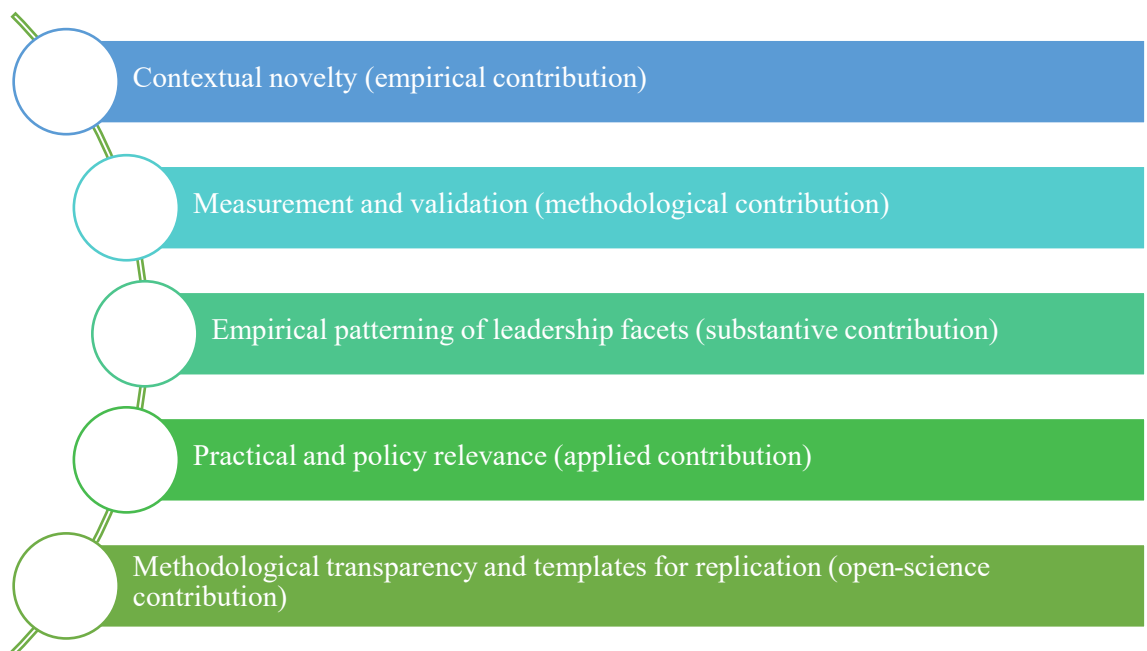 Contextual novelty (empirical contribution)
Measurement and validation (methodological contribution)
Empirical patterning of leadership facets (substantive contribution)
Practical and policy relevance (applied contribution)
Methodological transparency and templates for replication (open-science
contribution)